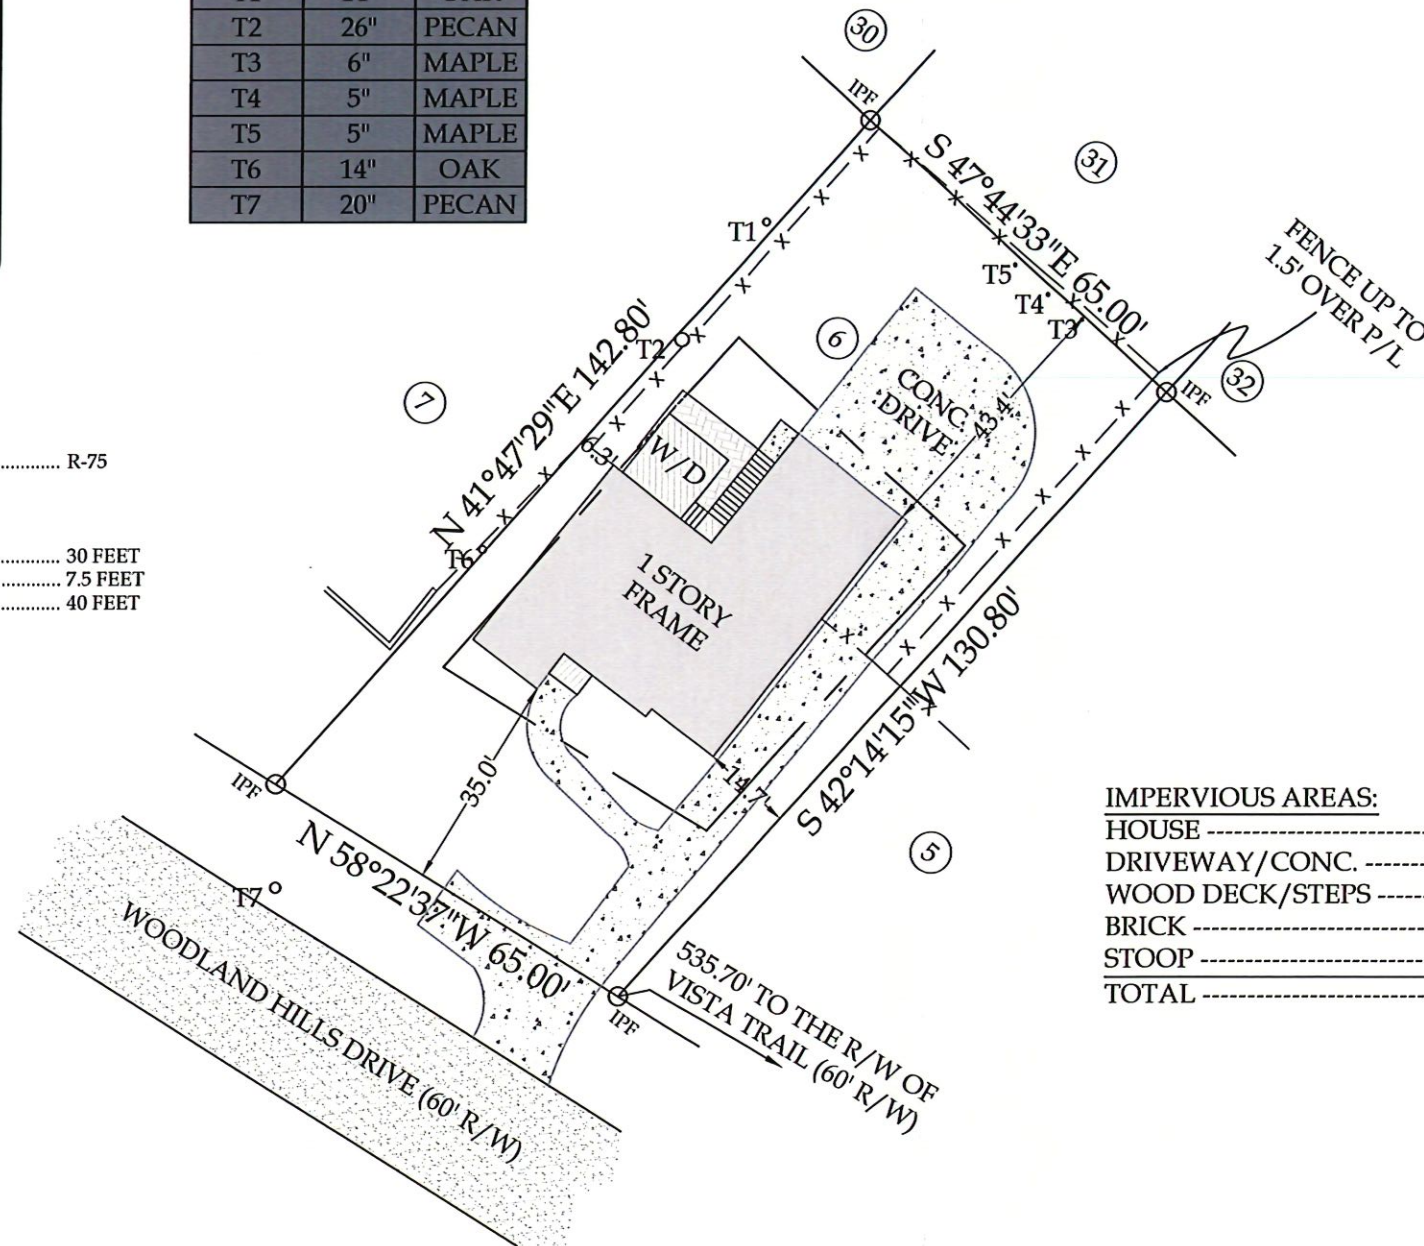 T2 26" PECAN
T3 6" MAPLE
T4 5" MAPLE
T5 5" MAPLE
T6 14" OAK
T7 20" PECAN
30
IPF
31
S 47°44'33"E 65.00'
FENCE UP TO
1.5' OVER P/L
T1
T5
T4
T3
6
32
IPF
T2
7
N 41°47'29"E 142.80'
CONC.
DRIVE
43.4'
6.3'
W/D
............ R-75
............ 30 FEET
............ 7.5 FEET
............ 40 FEET
T6
1 STORY
FRAME
S 42°14'15"W 130.80'
35.0'
14.7'
IPF
N 58°22'37"W 65.00'
5
T7
WOODLAND HILLS DRIVE (60' R/W)
IPF
535.70' TO THE R/W OF
VISTA TRAIL (60' R/W)
IMPERVIOUS AREAS:
HOUSE ------------------------
DRIVEWAY/CONC. -------
WOOD DECK/STEPS -----
BRICK --------------------------
STOOP -------------------------
TOTAL -------------------------